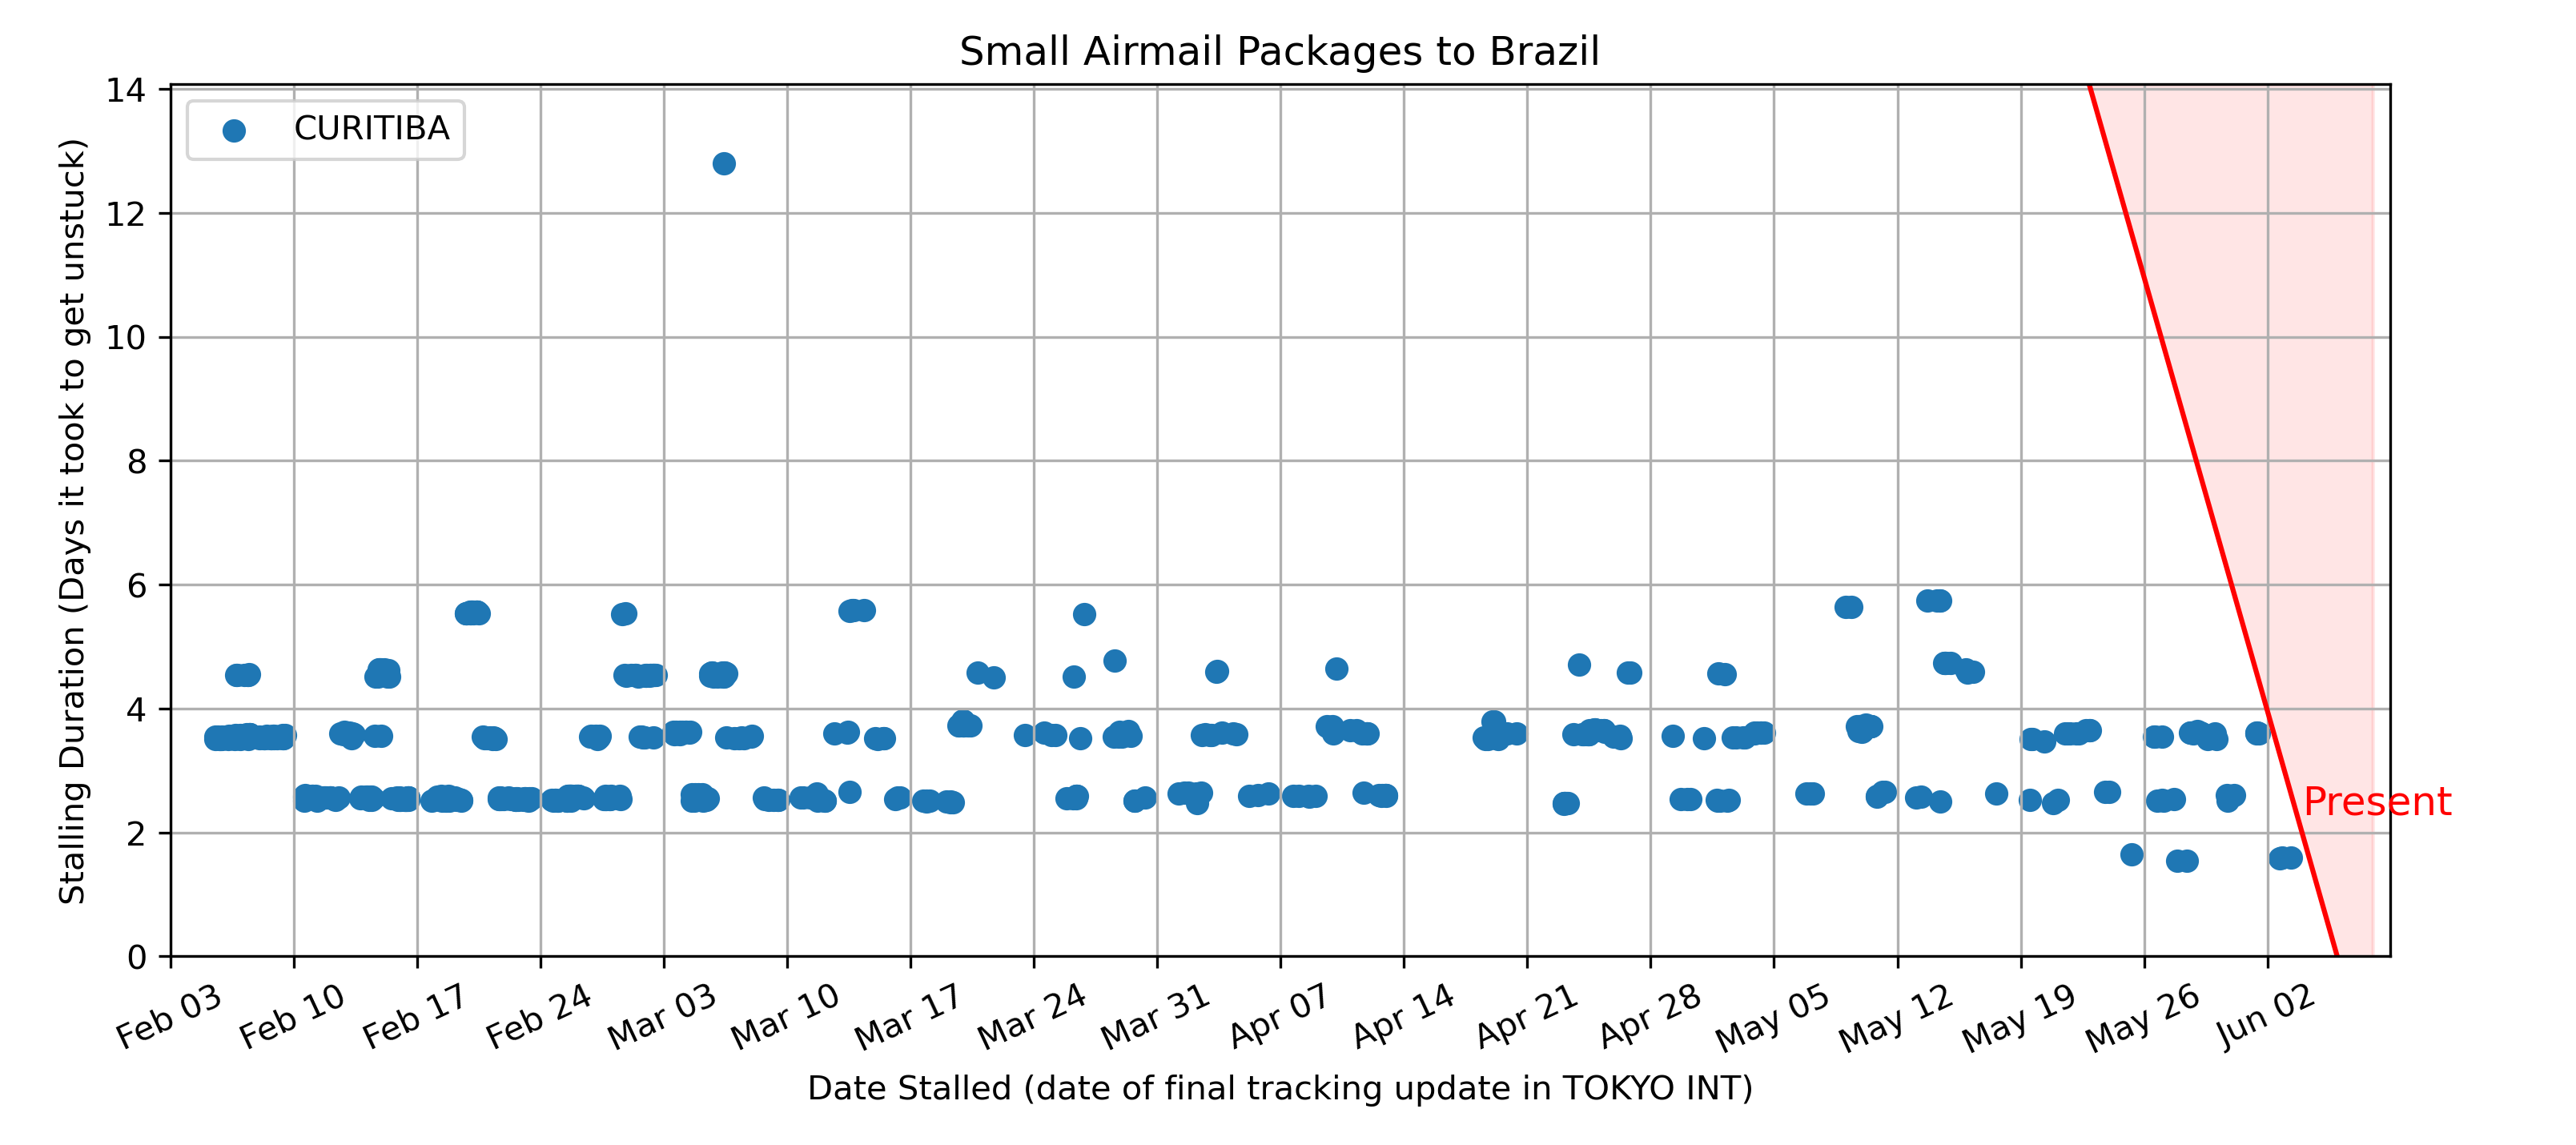 Small Airmail Packages to Brazil
CURITIBA
Stalling Duration (Days it took to get unstuck)
14
12
10
8
6
4
2
0
Present
Feb 03
Feb 10
Feb 17
Feb 24
Mar 03
Mar 10
Mar 17
Mar 24
Mar 31
Apr 07
Apr 14
Apr 21
Apr 28
May 05
May 12
May 19
May 26
Jun 02
Date Stalled (date of final tracking update in TOKYO INT)